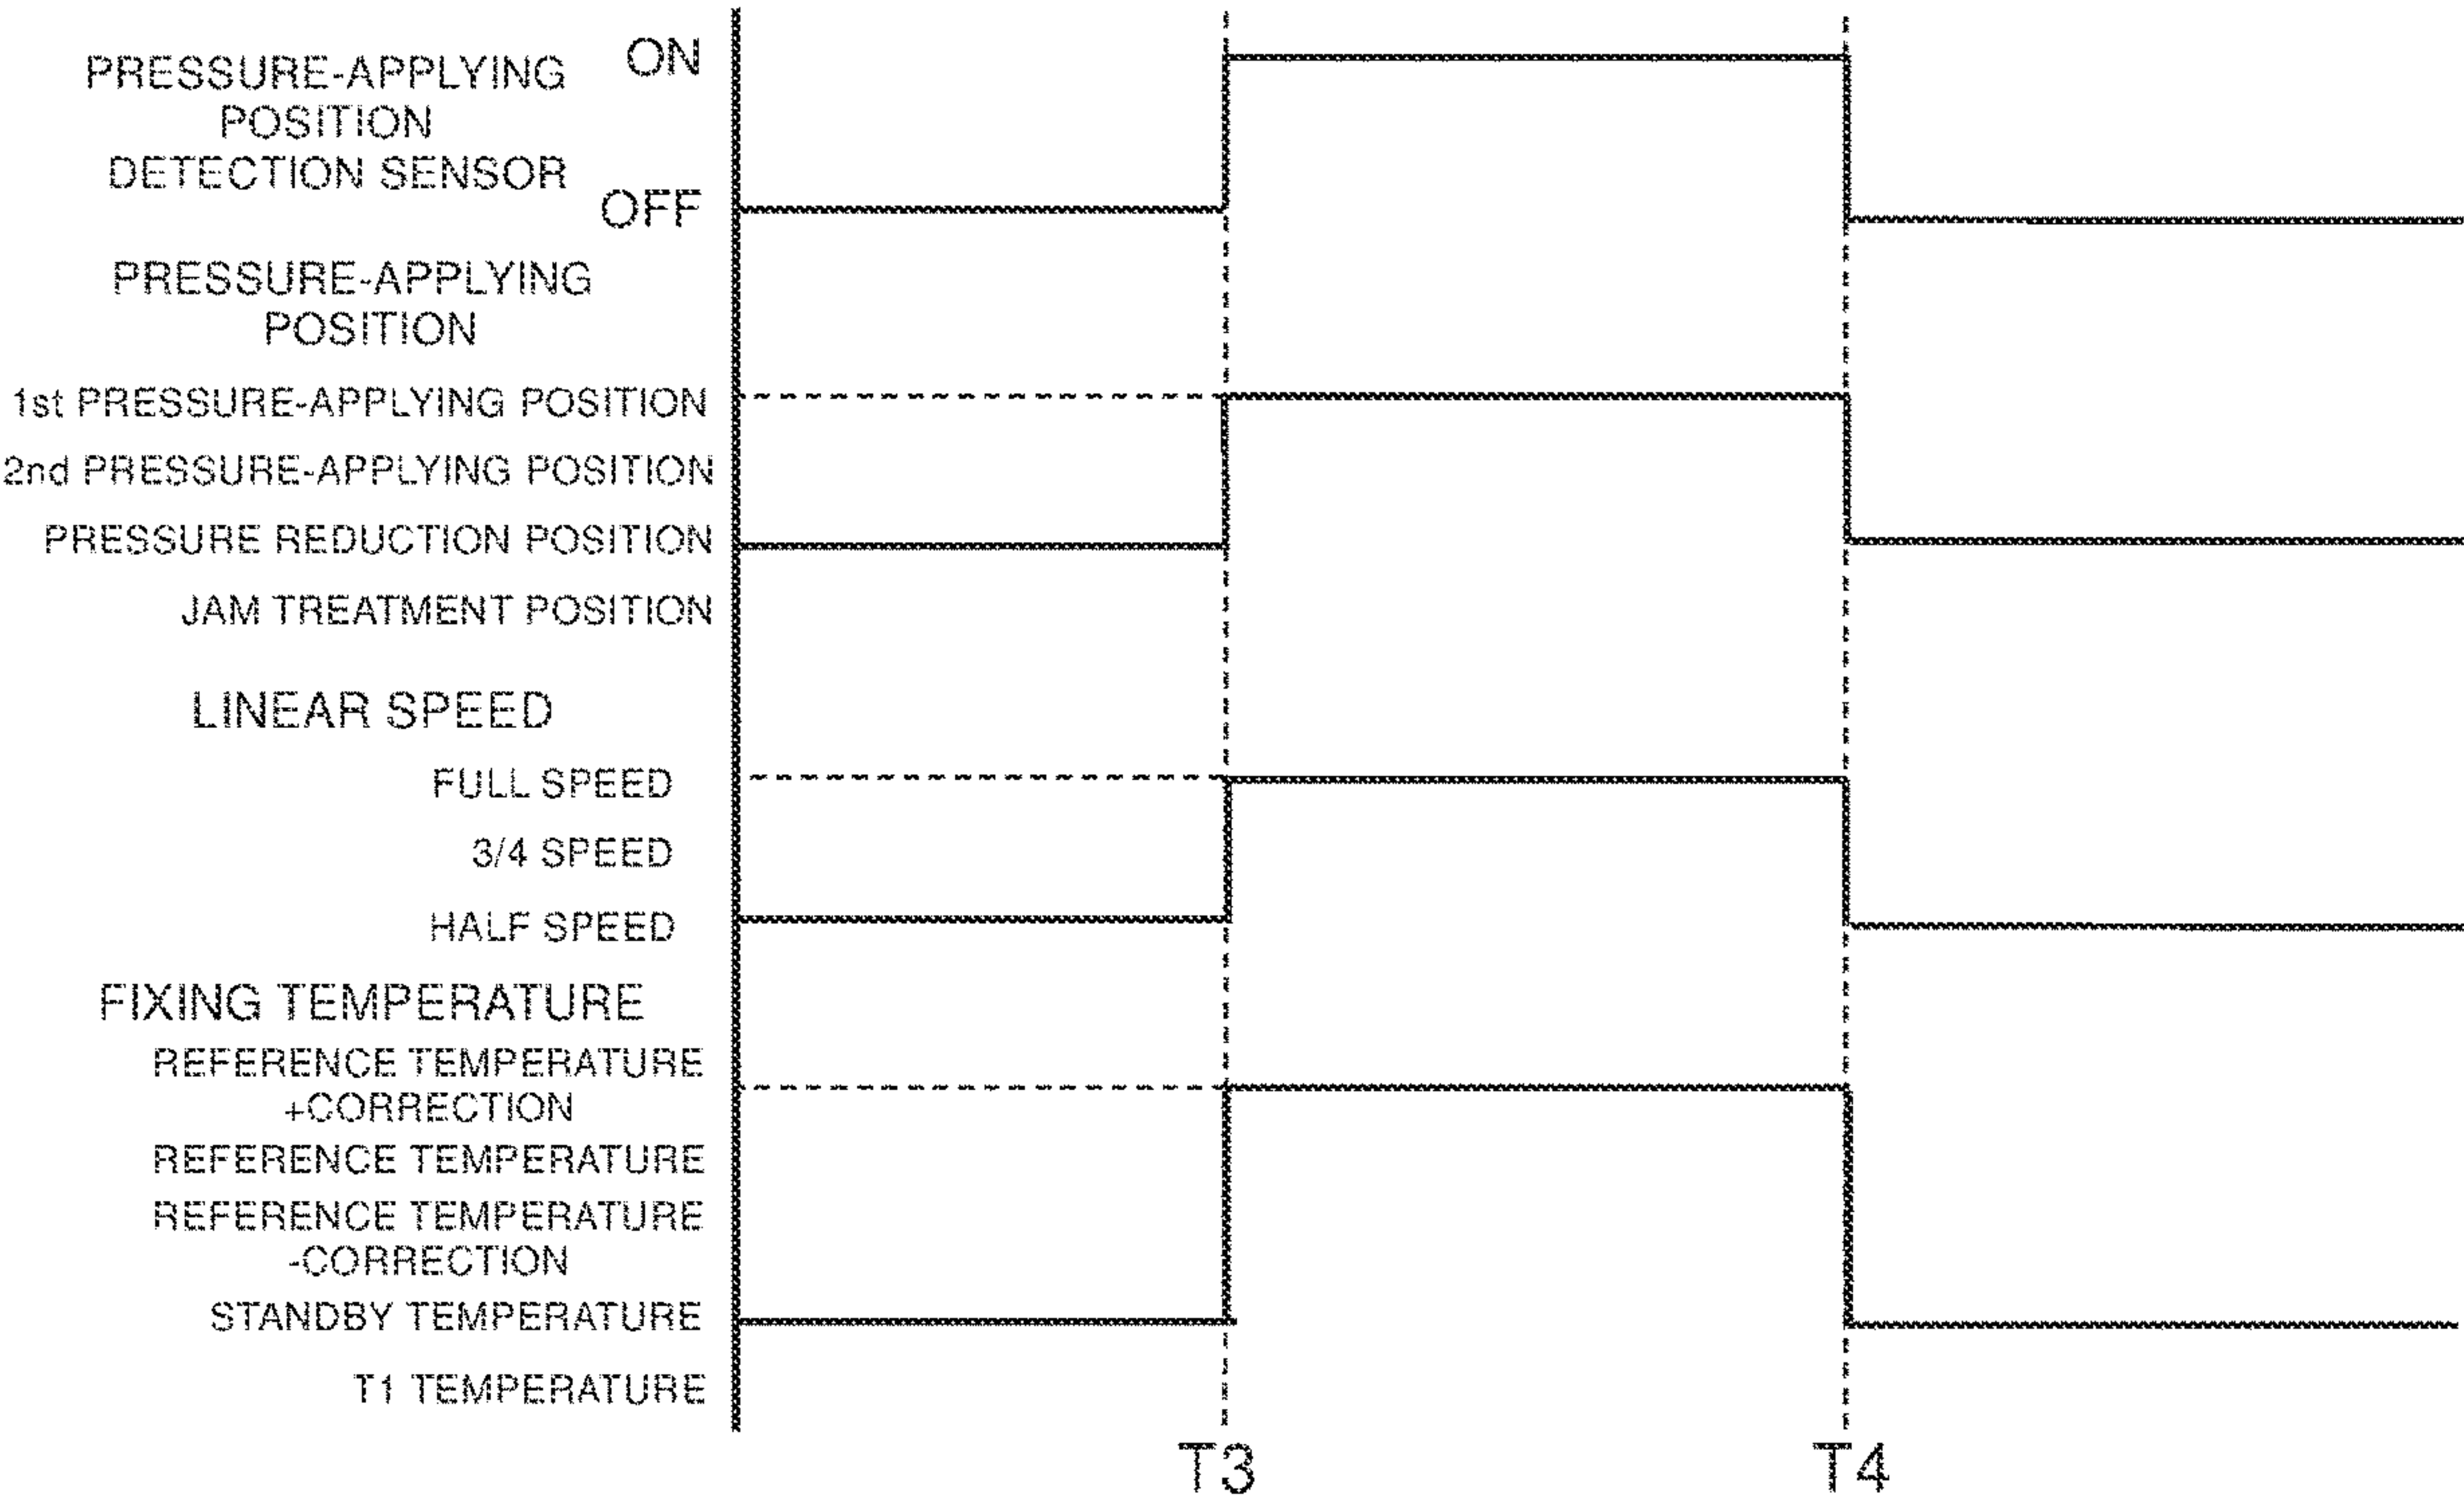 ON
PRESSURE-APPLYING
POSITION
DETECTION SENSOR
OFF
PRESSURE-APPLYING
POSITION
1st PRESSURE-APPLYING POSITION
2nd PRESSURE-APPLYING POSITION
PRESSURE REDUCTION POSITION
JAM TREATMENT POSITION
LINEAR SPEED
FULL SPEED
3/4 SPEED
HALF SPEED
FIXING TEMPERATURE
REFERENCE TEMPERATURE
+CORRECTION
REFERENCE TEMPERATURE
REFERENCE TEMPERATURE
-CORRECTION
STANDBY TEMPERATURE
T1 TEMPERATURE
T3
T4